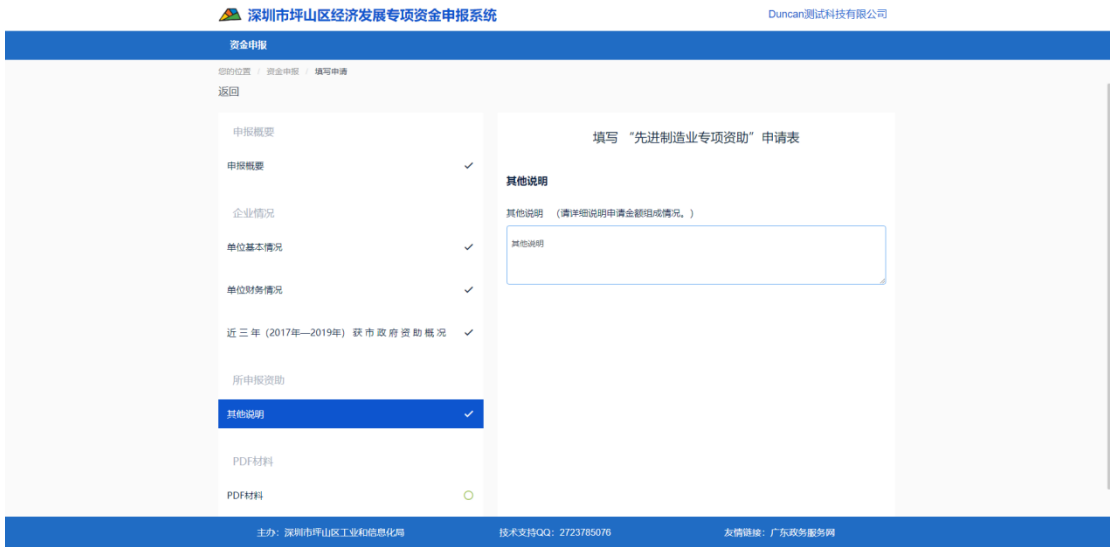 深圳市坪山区经济发展专项资金申报系统
Duncan测试科技有限公司
资金申报
您的位置 / 资金申报 / 填写申请
返回
申报概要
申报概要
企业情况
单位基本情况
单位财务情况
近三年(2017年—2019年)获市政府资助概况
所申报资助
其他说明
PDF材料
PDF材料
填写 “先进制造业专项资助” 申请表
其他说明
其他说明 (请详细说明申请金额组成情况。)
其他说明
主办:深圳市坪山区工业和信息化局 技术支持QQ:2723785076 友情链接:广东政务服务网